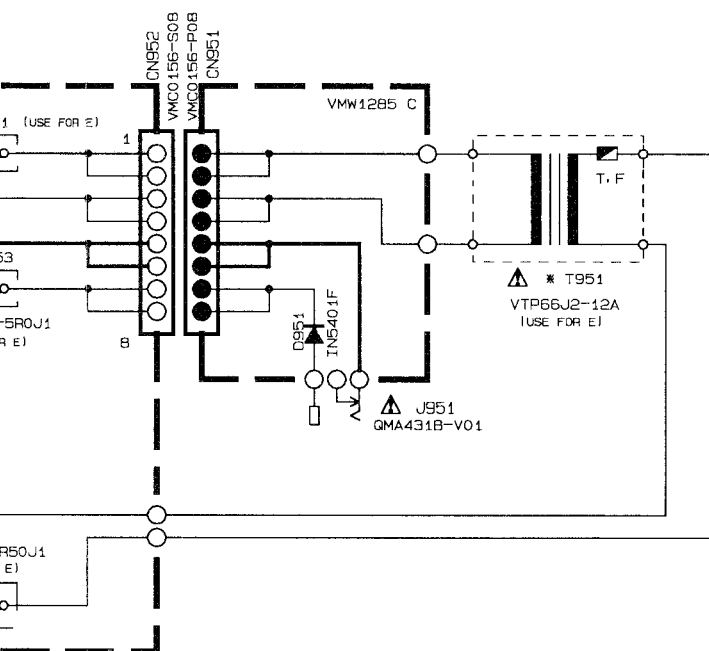 CN952
VMC0156-S08
VMC0156-P08
CN951
VMW1285 C
1 (USE FOR E)
1
T.F
53
* T951
VTP66J2-12A
(USE FOR E)
-5R0J1
R E)
8
D951
IN5401F
J951
QMA431B-V01
R50J1
E)